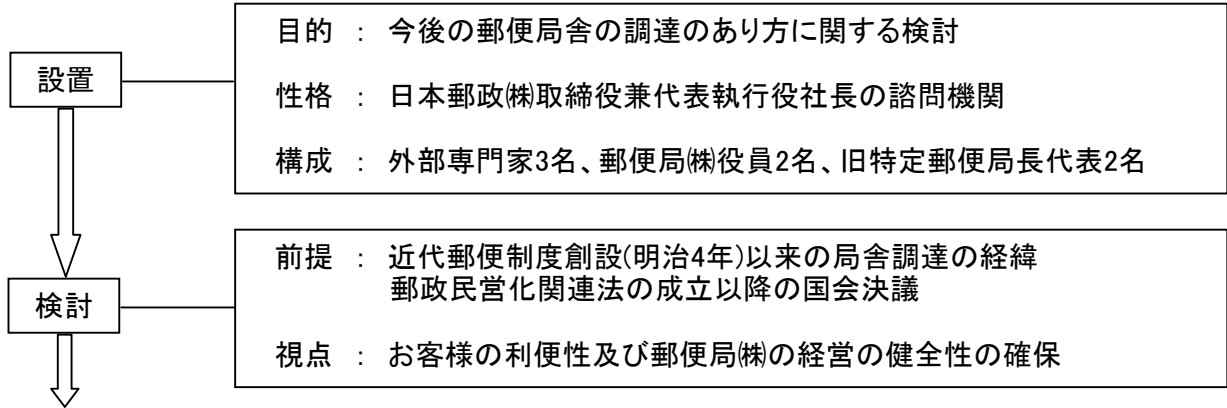 設置
目的 : 今後の郵便局舎の調達のあり方に関する検討
性格 : 日本郵政㈱取締役兼代表執行役社長の諮問機関
構成 : 外部専門家3名、郵便局㈱役員2名、旧特定郵便局長代表2名
検討
前提 : 近代郵便制度創設(明治4年)以来の局舎調達の経緯
郵政民営化関連法の成立以降の国会決議
視点 : お客様の利便性及び郵便局㈱の経営の健全性の確保